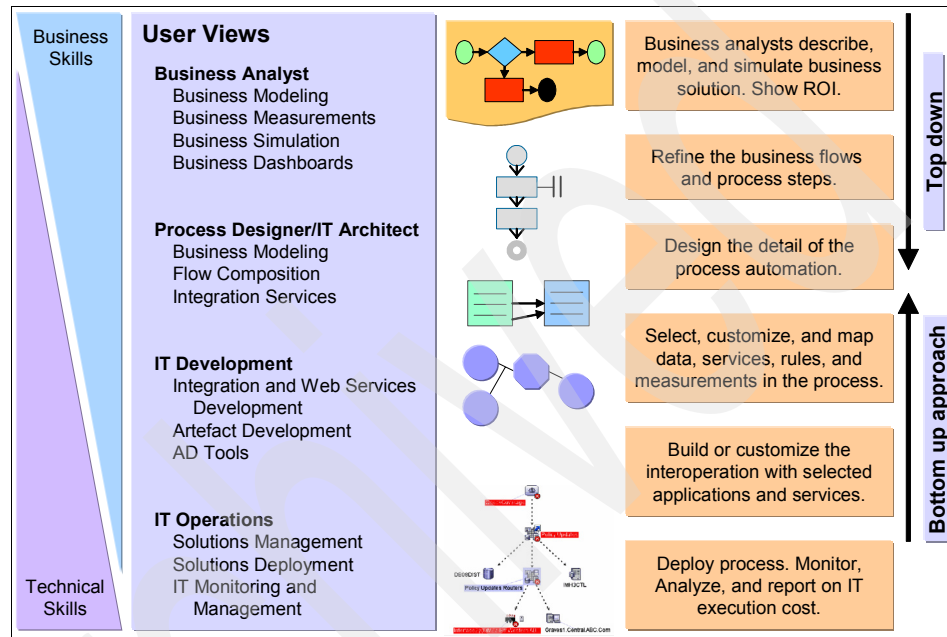 Business
Skills
User Views
Business Analyst
Business Modeling
Business Measurements
Business Simulation
Business Dashboards
Process Designer/IT Architect
Business Modeling
Flow Composition
Integration Services
IT Development
Integration and Web Services
Development
Artefact Development
AD Tools
IT Operations
Solutions Management
Solutions Deployment
IT Monitoring and
Management
Technical
Skills
Business analysts describe,
model, and simulate business
solution. Show ROI.
Refine the business flows
and process steps.
Design the detail of the
process automation.
Select, customize, and map
data, services, rules, and
measurements in the process.
Build or customize the
interoperation with selected
applications and services.
Deploy process. Monitor,
Analyze, and report on IT
execution cost.
Top down
Bottom up approach
Policy Updates Routers
Graves1.Central.ABC.Com